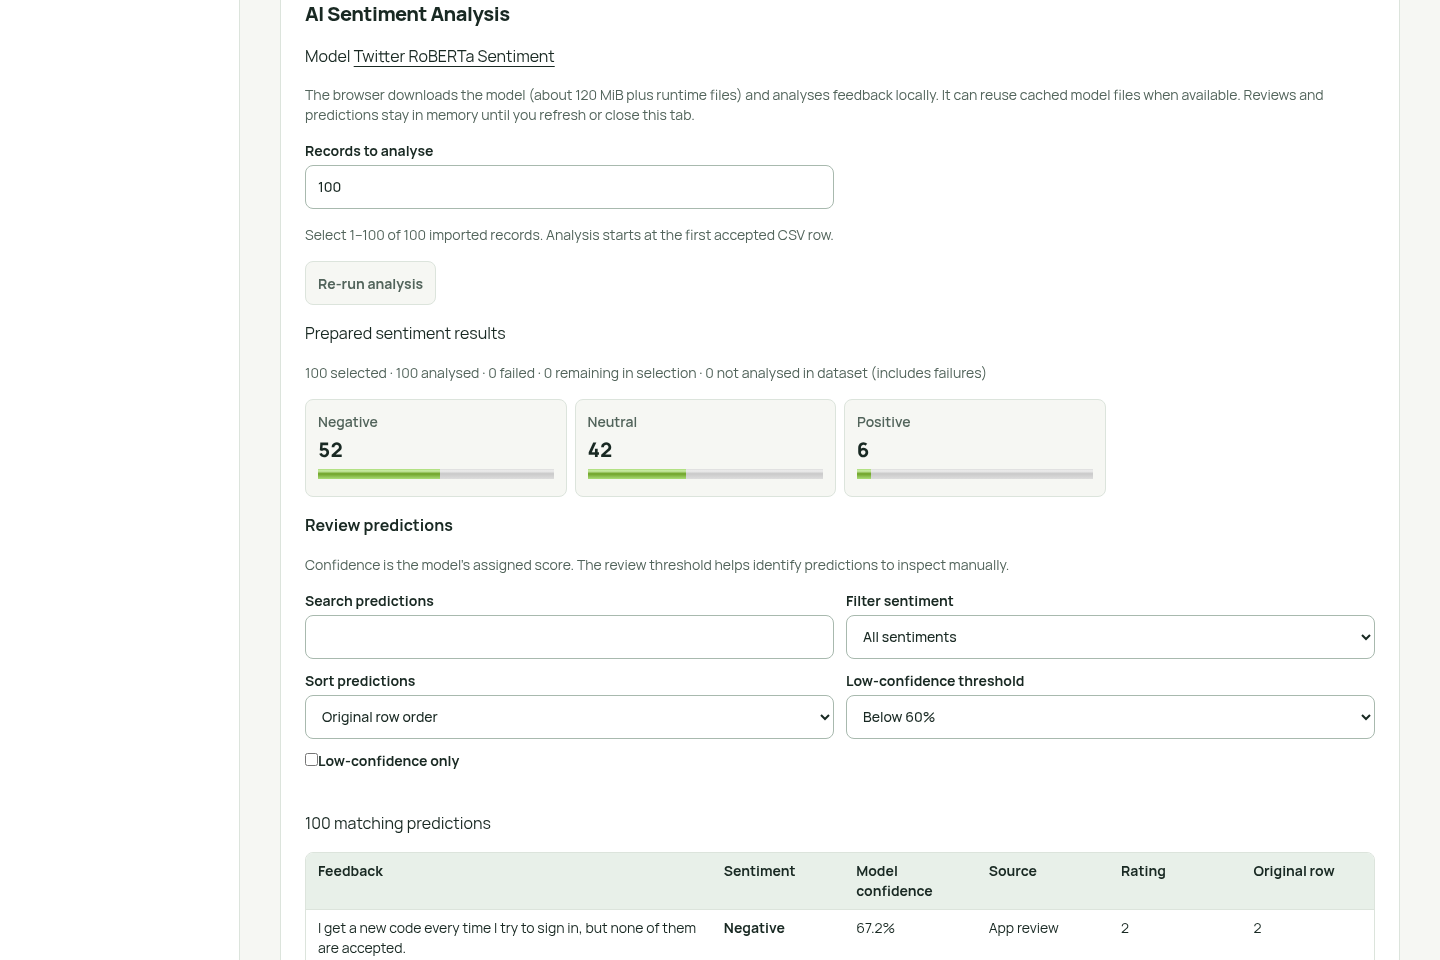 AI Sentiment Analysis
Model Twitter RoBERTa Sentiment
The browser downloads the model (about 120 MiB plus runtime files) and analyses feedback locally. It can reuse cached model files when available. Reviews and
predictions stay in memory until you refresh or close this tab.
Records to analyse
100
Select 1–100 of 100 imported records. Analysis starts at the first accepted CSV row.
Re-run analysis
Prepared sentiment results
100 selected · 100 analysed · 0 failed · 0 remaining in selection · 0 not analysed in dataset (includes failures)
Negative Neutral Positive
52 42 6
Review predictions
Confidence is the model's assigned score. The review threshold helps identify predictions to inspect manually.
Search predictions Filter sentiment
All sentiments
Sort predictions Low-confidence threshold
Original row order Below 60%
Low-confidence only
100 matching predictions
Feedback Sentiment Model confidence Source Rating Original row
I get a new code every time I try to sign in, but none of them Negative 67.2% App review 2 2
are accepted.